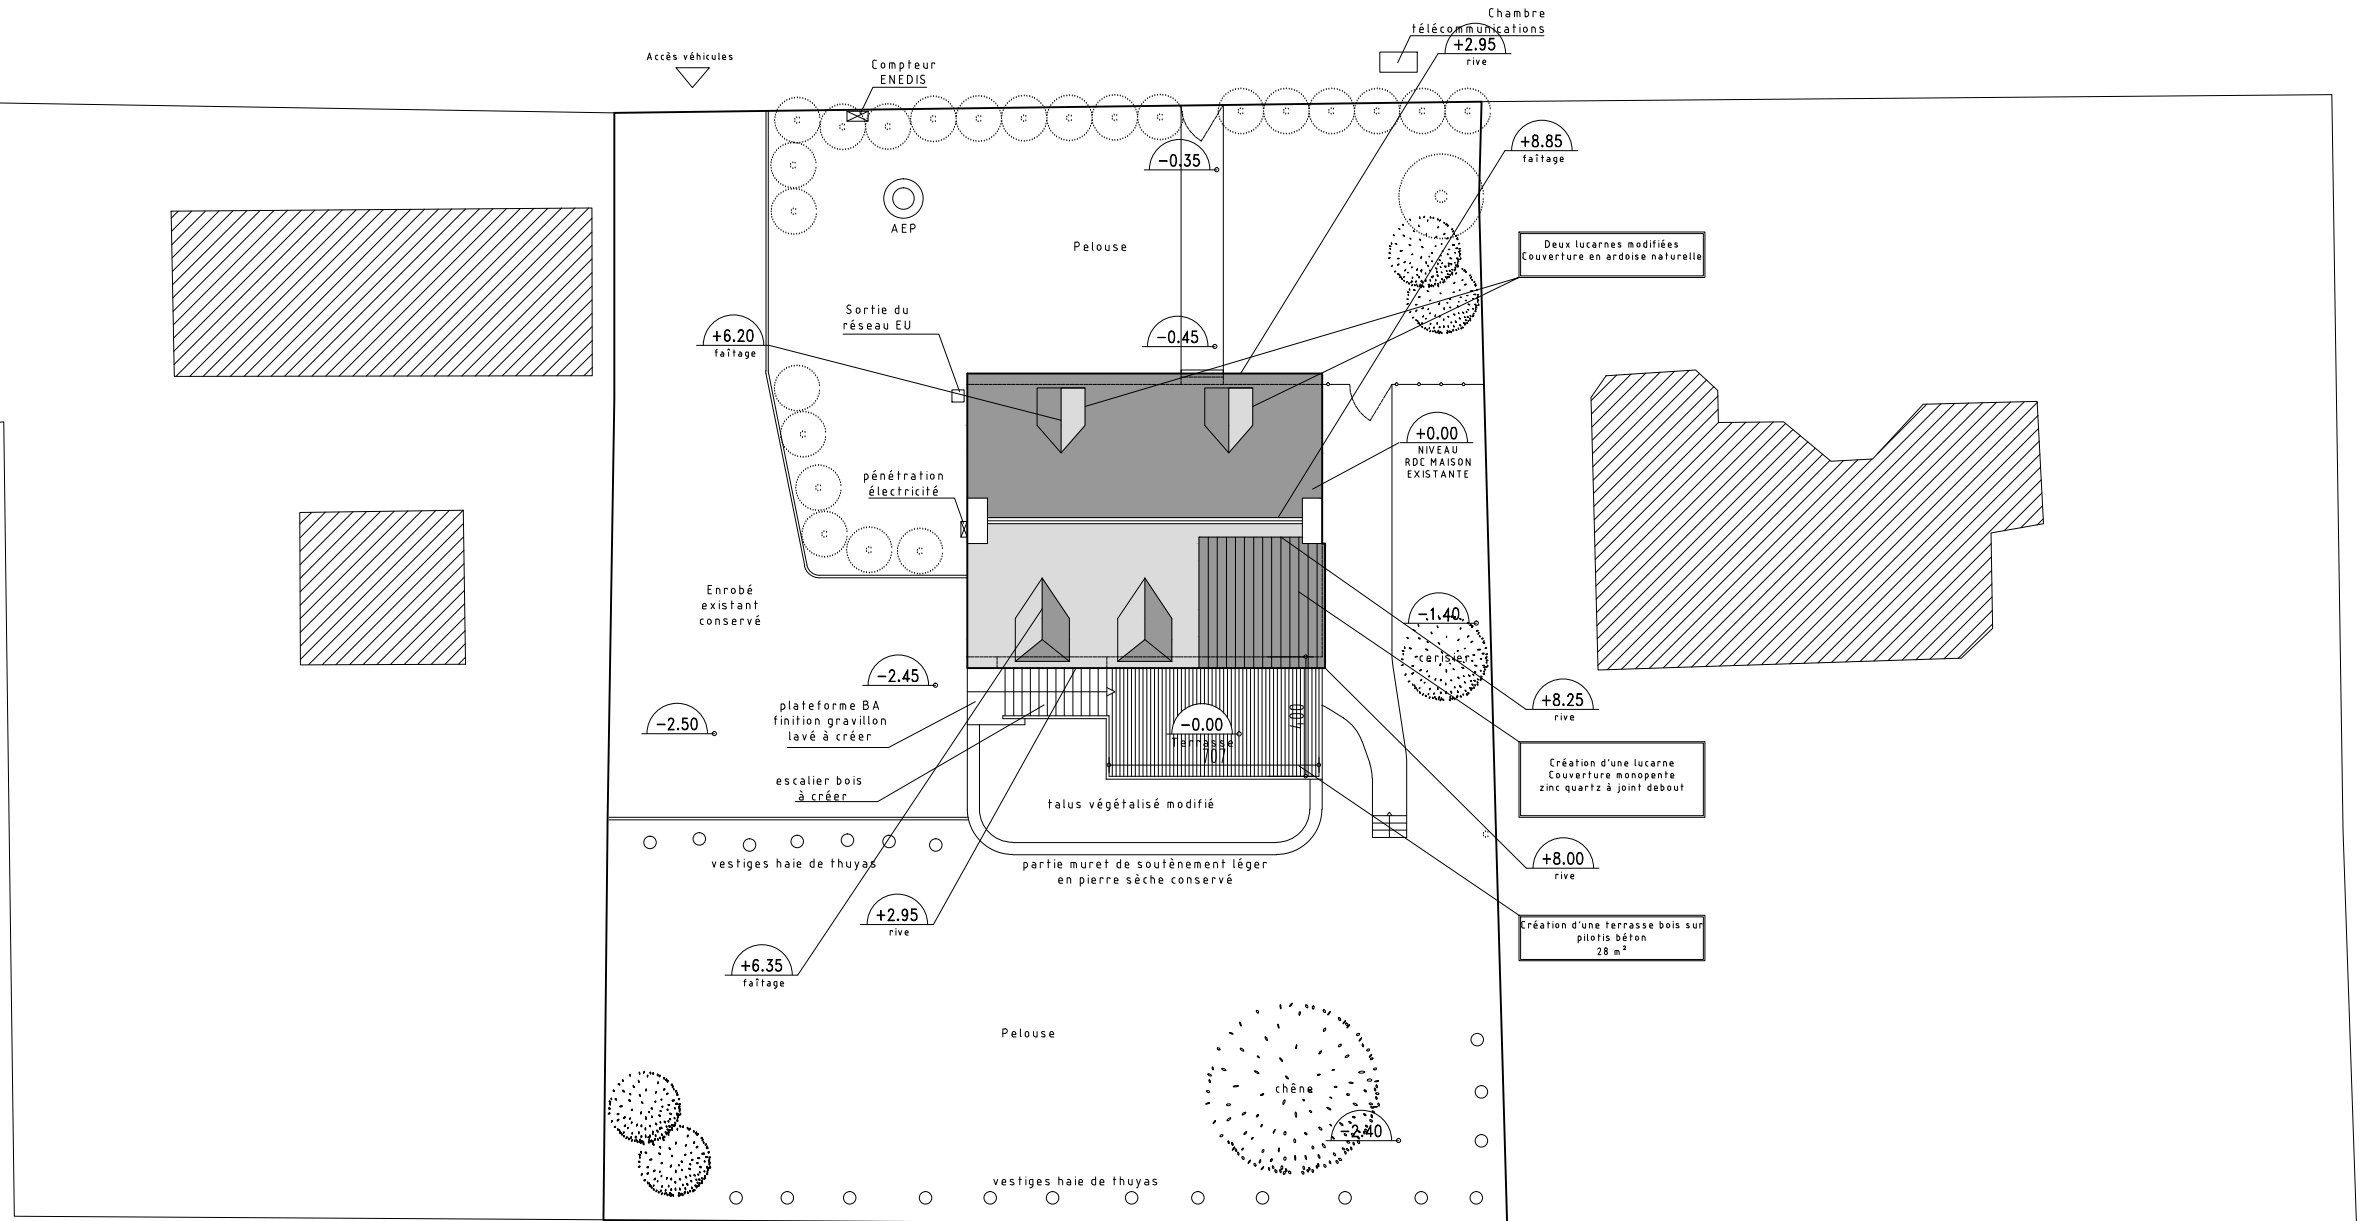 Chambre
télécommunications
+2.95
rive
Accès véhicules
Compteur
ENEDIS
+8.85
faîtage
-0.35
AEP
Pelouse
Deux lucarnes modifiées
Couverture en ardoise naturelle
Sortie du
réseau EU
+6.20
faîtage
-0.45
+0.00
NIVEAU
RDC MAISON
EXISTANTE
pénétration
électricité
Enrobé
existant
conservé
-1.40
cerisier
-2.45
-2.50
plateforme BA
finition gravillon
lavé à créer
-0.00
Terrasse
707
400
+8.25
rive
escalier bois
à créer
Création d'une lucarne
Couverture monopente
zinc quartz à joint debout
talus végétalisé modifié
vestiges haie de thuyas
partie muret de soutènement léger
en pierre sèche conservé
+8.00
rive
+2.95
rive
Création d'une terrasse bois sur
pilotis béton
28 m²
+6.35
faîtage
Pelouse
chêne
-2.40
vestiges haie de thuyas